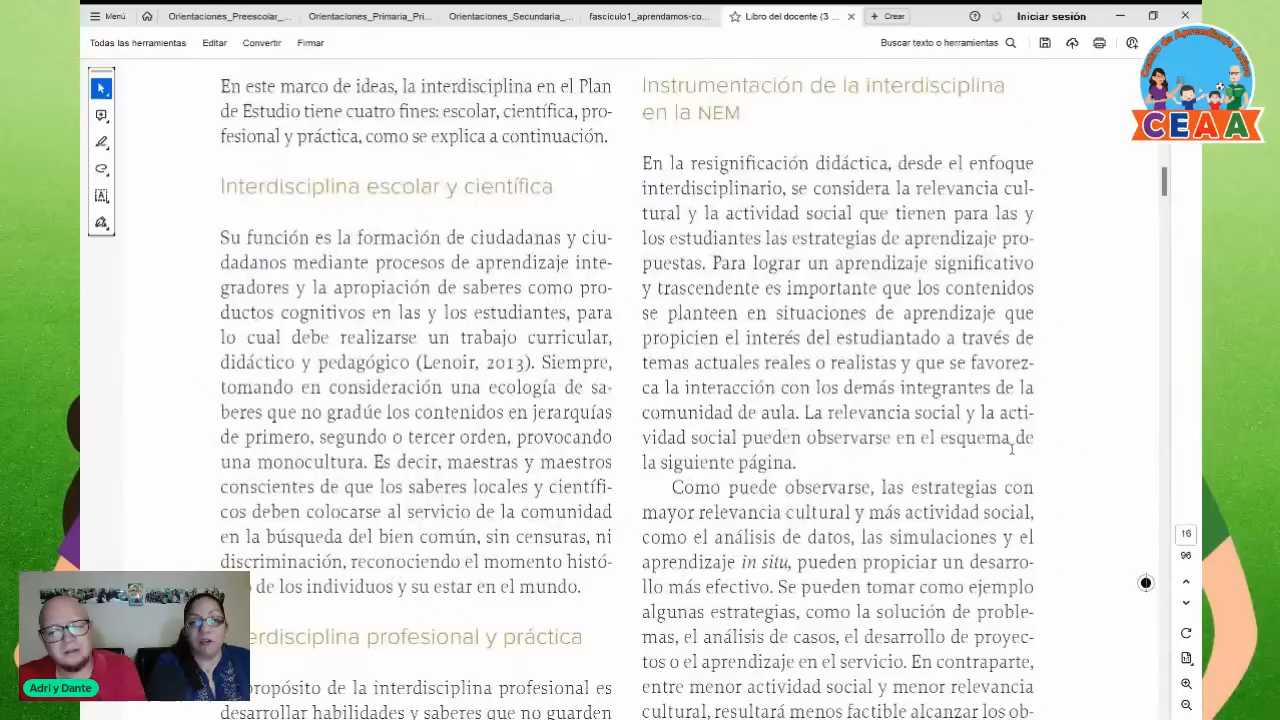 Menú
Orientaciones_Preescolar_...
Orientaciones_Primaria_Pri...
Orientaciones_Secundaria_...
fascículo1_aprendamos-co...
Libro del docente (3 ...
Crear
Iniciar sesión
Todas las herramientas
Editar
Convertir
Firmar
Buscar texto o herramientas
Centro de Aprendizaje Activo
CEAA
En este marco de ideas, la interdisciplina en el Plan
de Estudio tiene cuatro fines: escolar, científica, pro-
fesional y práctica, como se explica a continuación.
Interdisciplina escolar y científica
Su función es la formación de ciudadanas y ciu-
dadanos mediante procesos de aprendizaje inte-
gradores y la apropiación de saberes como pro-
ductos cognitivos en las y los estudiantes, para
lo cual debe realizarse un trabajo curricular,
didáctico y pedagógico (Lenoir, 2013). Siempre,
tomando en consideración una ecología de sa-
beres que no gradúe los contenidos en jerarquías
de primero, segundo o tercer orden, provocando
una monocultura. Es decir, maestras y maestros
conscientes de que los saberes locales y científi-
cos deben colocarse al servicio de la comunidad
en la búsqueda del bien común, sin censuras, ni
discriminación, reconociendo el momento histó-
de los individuos y su estar en el mundo.
erdisciplina profesional y práctica
propósito de la interdisciplina profesional es
desarrollar habilidades y saberes que no guarden
Instrumentación de la interdisciplina
en la NEM
En la resignificación didáctica, desde el enfoque
interdisciplinario, se considera la relevancia cul-
tural y la actividad social que tienen para las y
los estudiantes las estrategias de aprendizaje pro-
puestas. Para lograr un aprendizaje significativo
y trascendente es importante que los contenidos
se planteen en situaciones de aprendizaje que
propicien el interés del estudiantado a través de
temas actuales reales o realistas y que se favorez-
ca la interacción con los demás integrantes de la
comunidad de aula. La relevancia social y la acti-
vidad social pueden observarse en el esquema de
la siguiente página.
Como puede observarse, las estrategias con
mayor relevancia cultural y más actividad social,
como el análisis de datos, las simulaciones y el
aprendizaje in situ, pueden propiciar un desarro-
llo más efectivo. Se pueden tomar como ejemplo
algunas estrategias, como la solución de proble-
mas, el análisis de casos, el desarrollo de proyec-
tos o el aprendizaje en el servicio. En contraparte,
entre menor actividad social y menor relevancia
cultural, resultará menos factible alcanzar los ob-
16
96
Adri y Dante